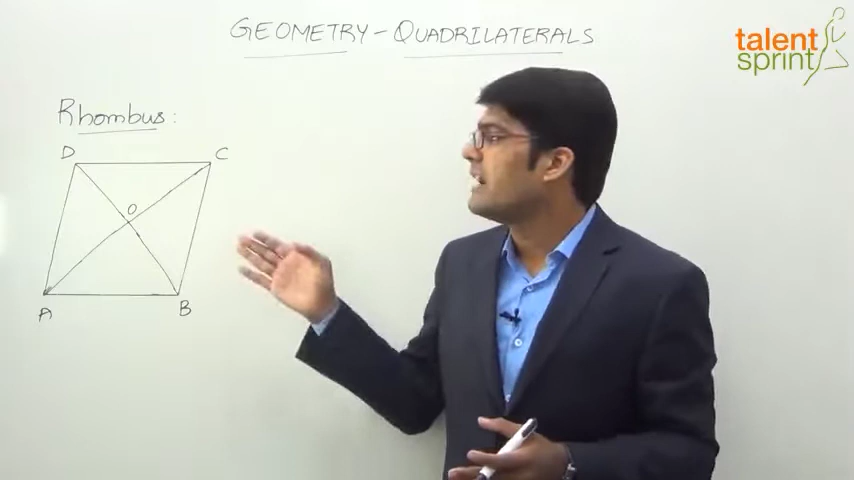 GEOMETRY - QUADRILATERALS
talent
sprint
Rhombus:
D C
O
A B